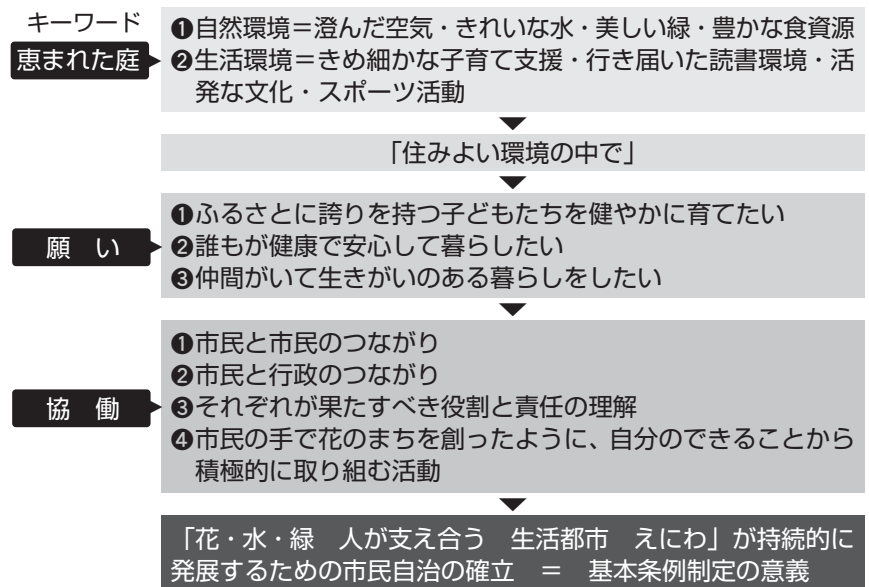 キーワード
恵まれた庭
❶自然環境＝澄んだ空気・きれいな水・美しい緑・豊かな食資源
❷生活環境＝きめ細かな子育て支援・行き届いた読書環境・活
発な文化・スポーツ活動
「住みよい環境の中で」
願　い
❶ふるさとに誇りを持つ子どもたちを健やかに育てたい
❷誰もが健康で安心して暮らしたい
❸仲間がいて生きがいのある暮らしをしたい
協　働
❶市民と市民のつながり
❷市民と行政のつながり
❸それぞれが果たすべき役割と責任の理解
❹市民の手で花のまちを創ったように、自分のできることから
積極的に取り組む活動
「花・水・緑　人が支え合う　生活都市　えにわ」が持続的に
発展するための市民自治の確立　＝　基本条例制定の意義